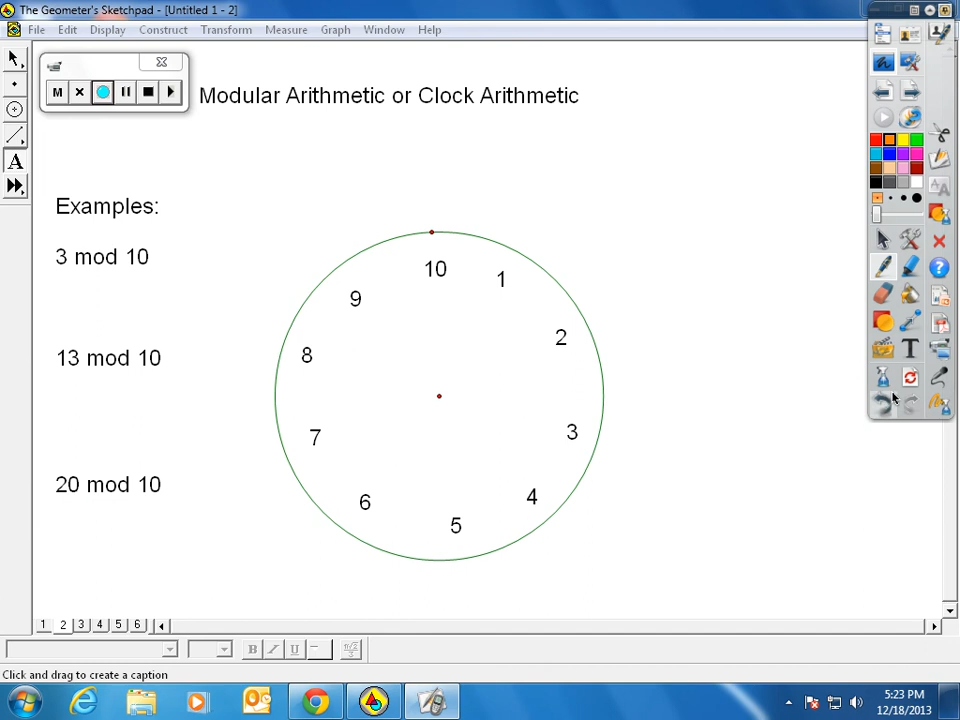 The Geometer's Sketchpad - [Untitled 1 - 2]
File Edit Display Construct Transform Measure Graph Window Help
M
Modular Arithmetic or Clock Arithmetic
A
Examples:
3 mod 10
13 mod 10
20 mod 10
10
1
2
3
4
5
6
7
8
9
T
1 2 3 4 5 6
B I U
Click and drag to create a caption
5:23 PM
12/18/2013